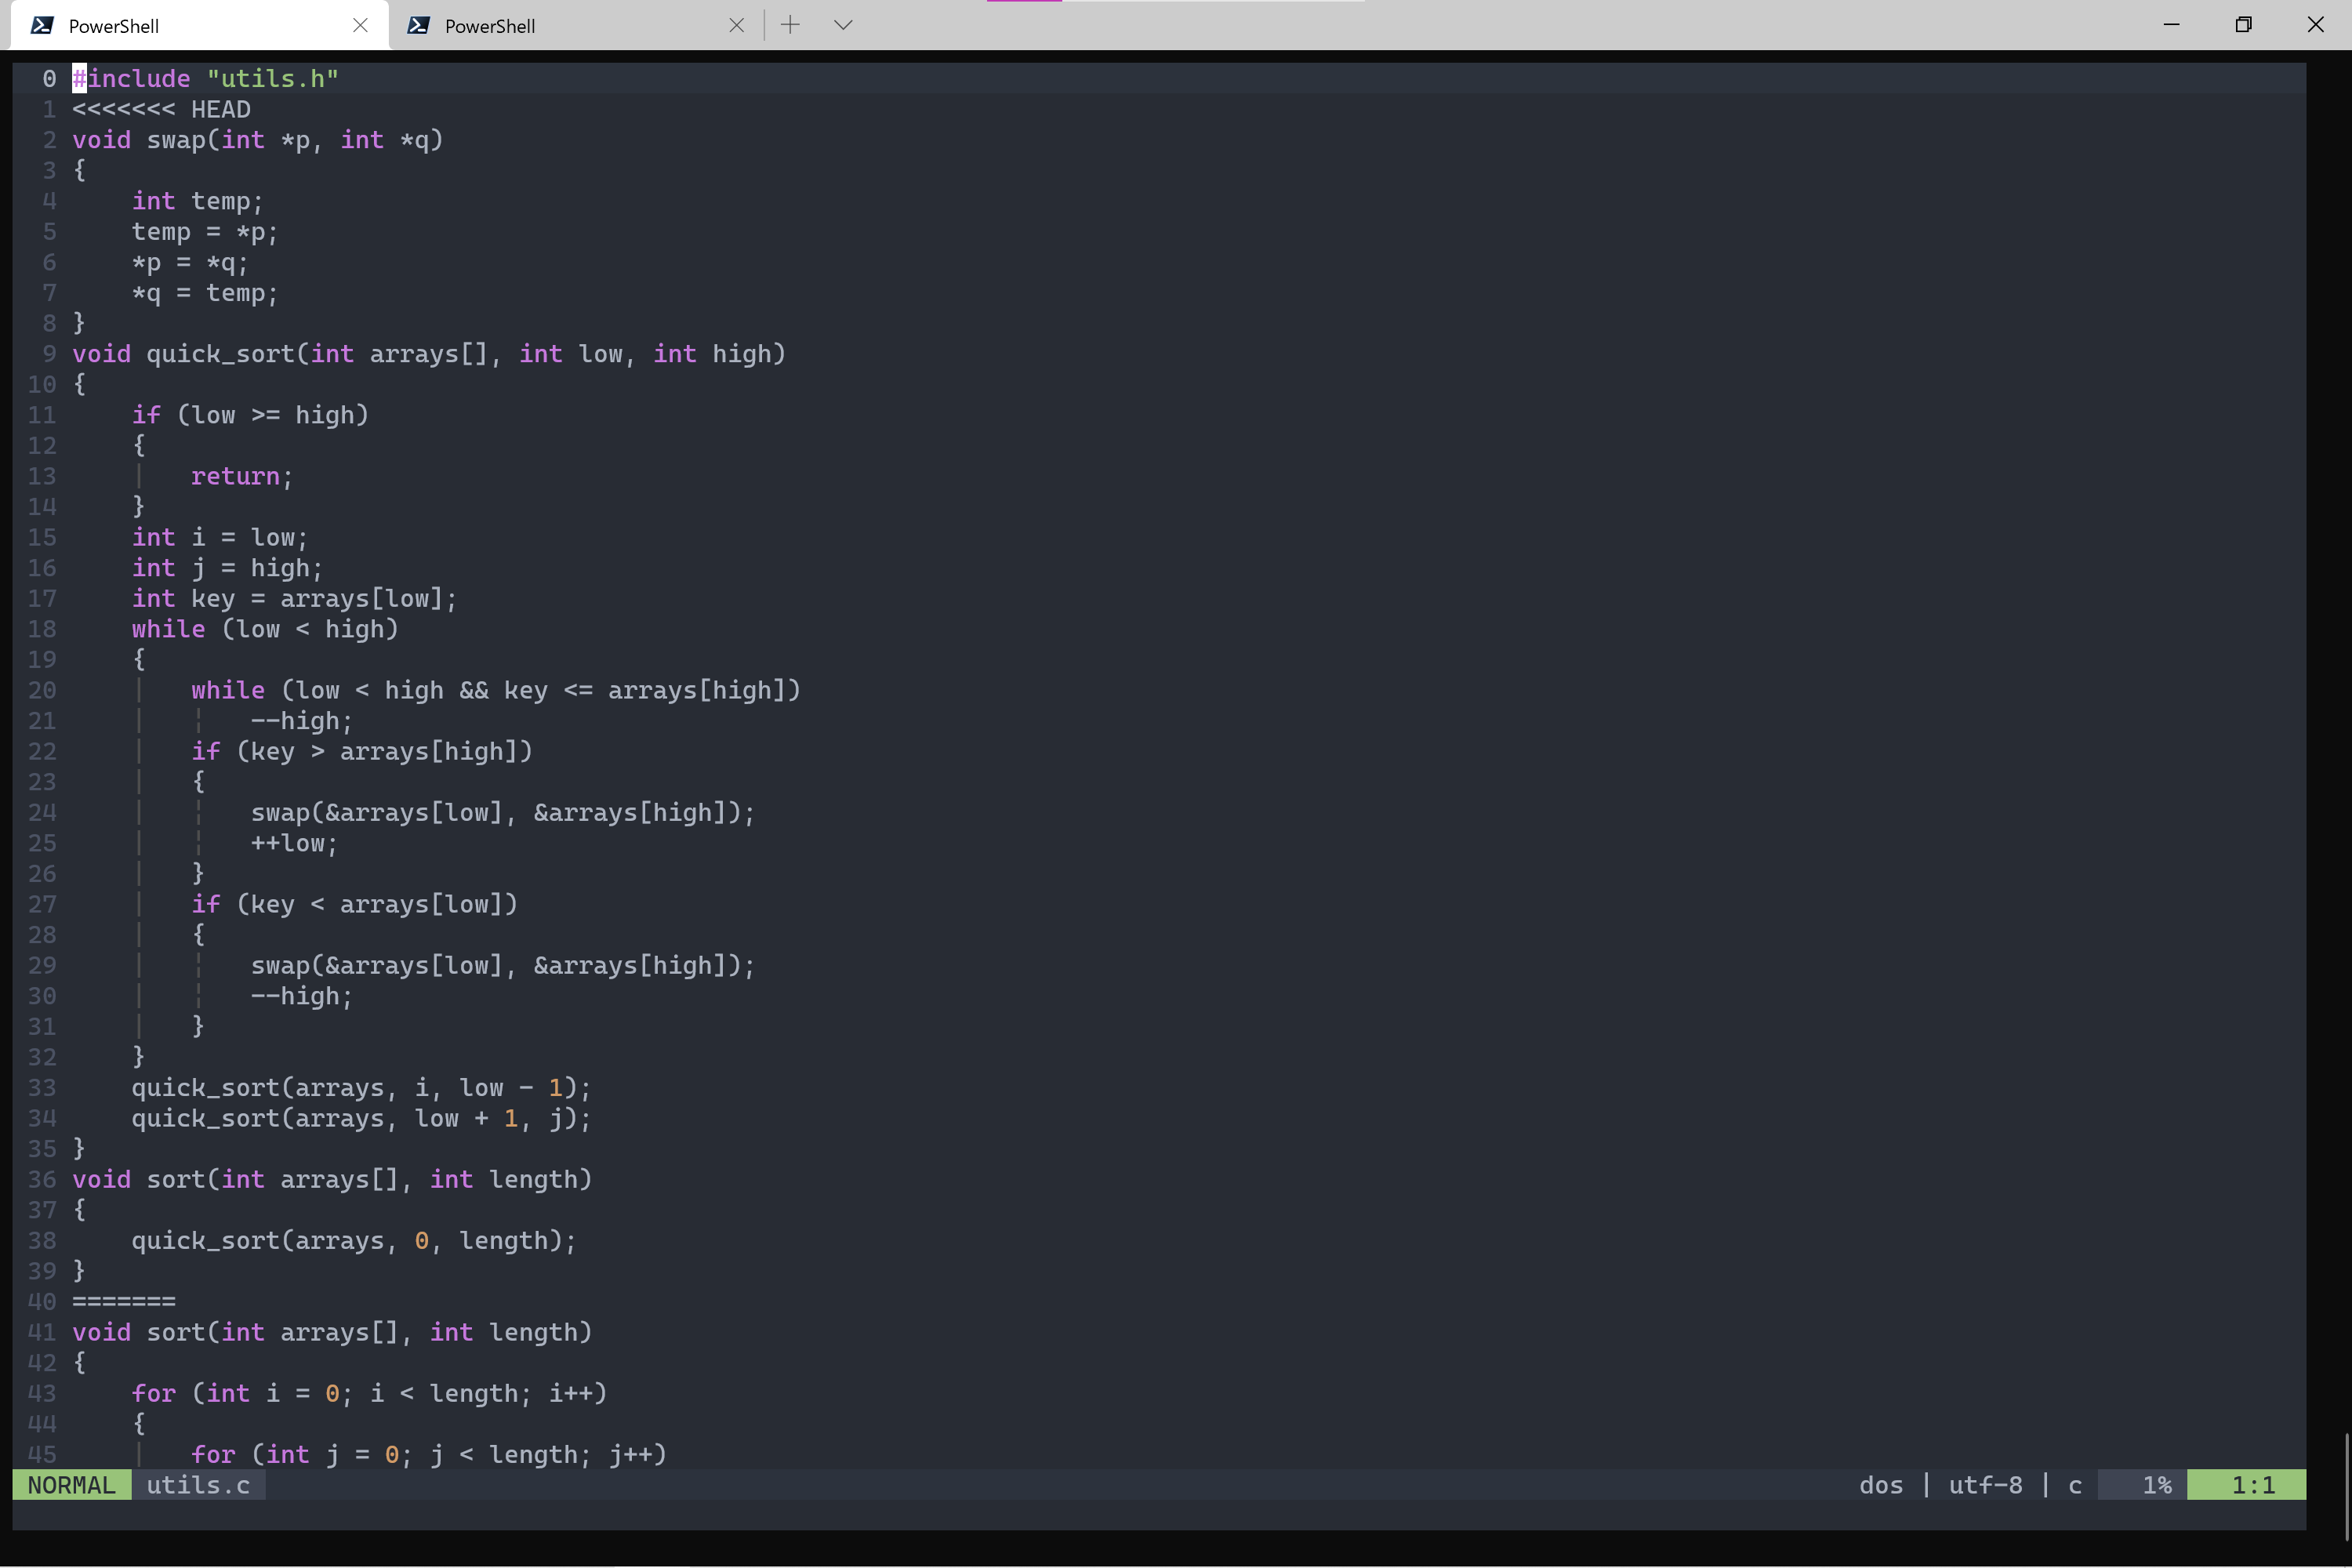 PowerShell PowerShell
0 #include "utils.h"
1 <<<<<<< HEAD
2 void swap(int *p, int *q)
3 {
4     int temp;
5     temp = *p;
6     *p = *q;
7     *q = temp;
8 }
9 void quick_sort(int arrays[], int low, int high)
10 {
11     if (low >= high)
12     {
13         return;
14     }
15     int i = low;
16     int j = high;
17     int key = arrays[low];
18     while (low < high)
19     {
20         while (low < high && key <= arrays[high])
21             --high;
22         if (key > arrays[high])
23         {
24             swap(&arrays[low], &arrays[high]);
25             ++low;
26         }
27         if (key < arrays[low])
28         {
29             swap(&arrays[low], &arrays[high]);
30             --high;
31         }
32     }
33     quick_sort(arrays, i, low - 1);
34     quick_sort(arrays, low + 1, j);
35 }
36 void sort(int arrays[], int length)
37 {
38     quick_sort(arrays, 0, length);
39 }
40 =======
41 void sort(int arrays[], int length)
42 {
43     for (int i = 0; i < length; i++)
44     {
45         for (int j = 0; j < length; j++)
NORMAL utils.c dos | utf-8 | c 1% 1:1